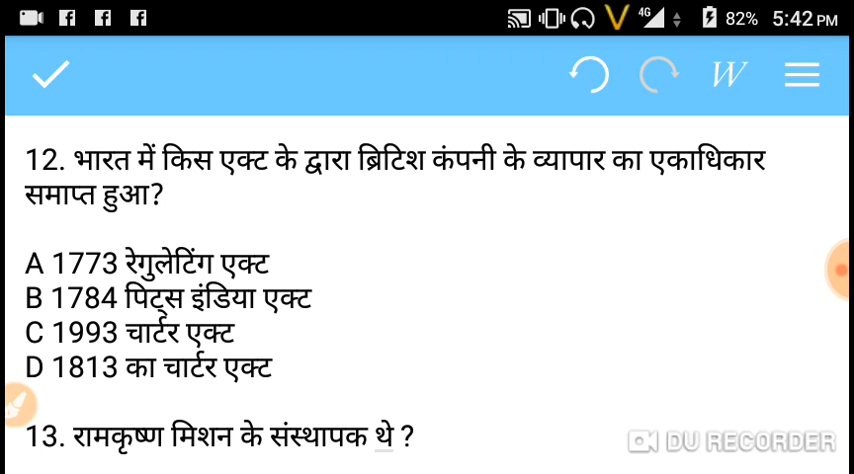 4G 82% 5:42 PM
W
12. भारत में किस एक्ट के द्वारा ब्रिटिश कंपनी के व्यापार का एकाधिकार
समाप्त हुआ?
A 1773 रेगुलेटिंग एक्ट
B 1784 पिट्स इंडिया एक्ट
C 1993 चार्टर एक्ट
D 1813 का चार्टर एक्ट
13. रामकृष्ण मिशन के संस्थापक थे ?
DU RECORDER